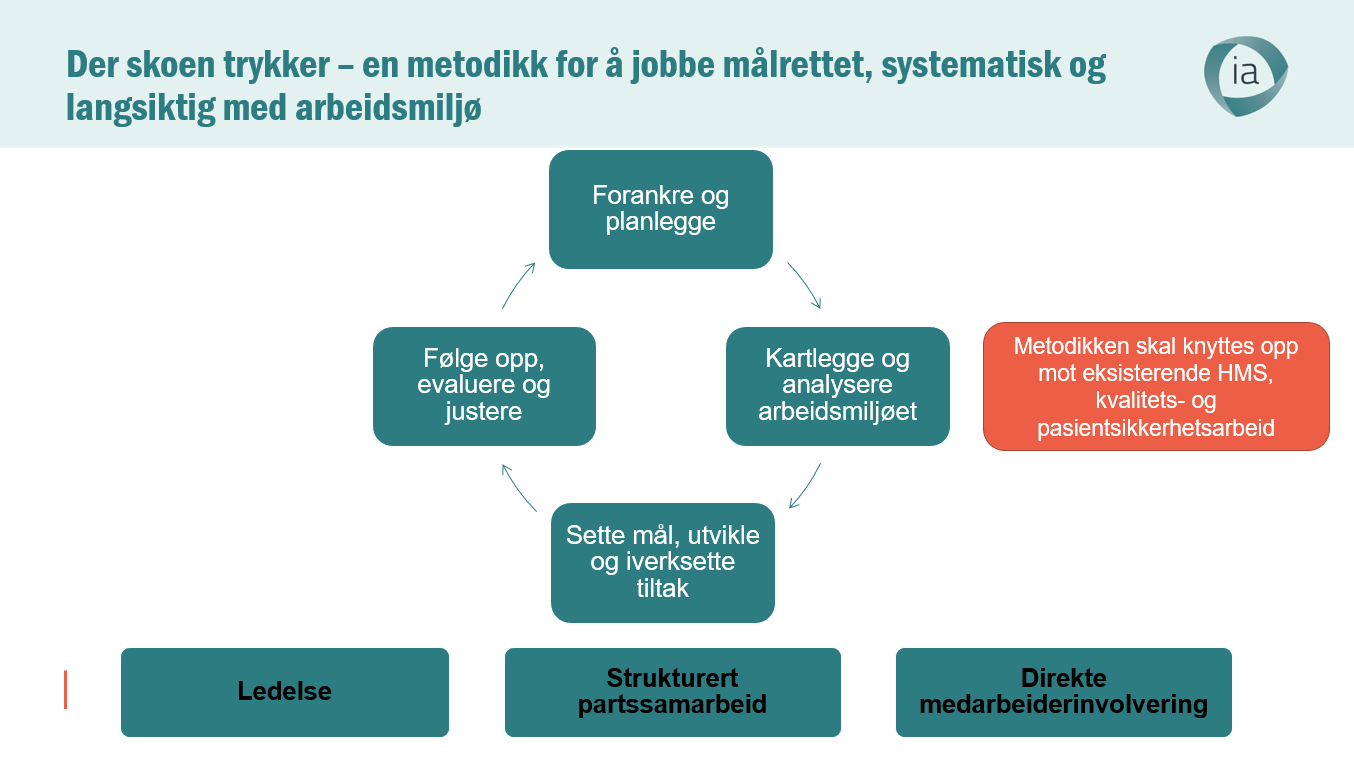 Der skoen trykker – en metodikk for å jobbe målrettet, systematisk og
langsiktig med arbeidsmiljø
ia
Forankre og
planlegge
Følge opp,
evaluere og
justere
Kartlegge og
analysere
arbeidsmiljøet
Metodikken skal knyttes opp
mot eksisterende HMS,
kvalitets- og
pasientsikkerhetsarbeid
Sette mål, utvikle
og iverksette
tiltak
Ledelse
Strukturert
partssamarbeid
Direkte
medarbeiderinvolvering